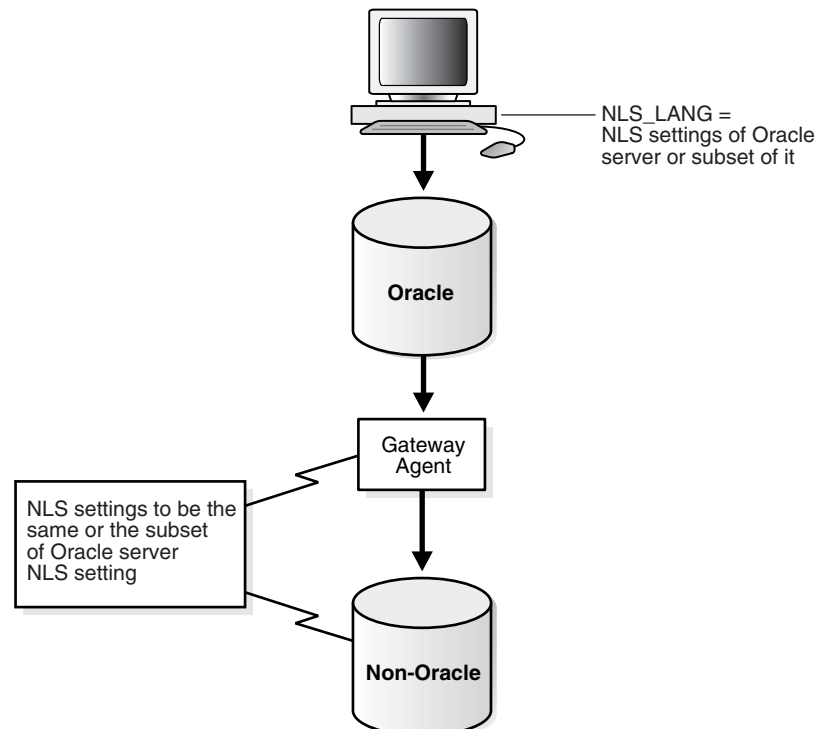 NLS_LANG =
NLS settings of Oracle
server or subset of it
Oracle
Gateway
Agent
NLS settings to be the
same or the subset
of Oracle server
NLS setting
Non-Oracle